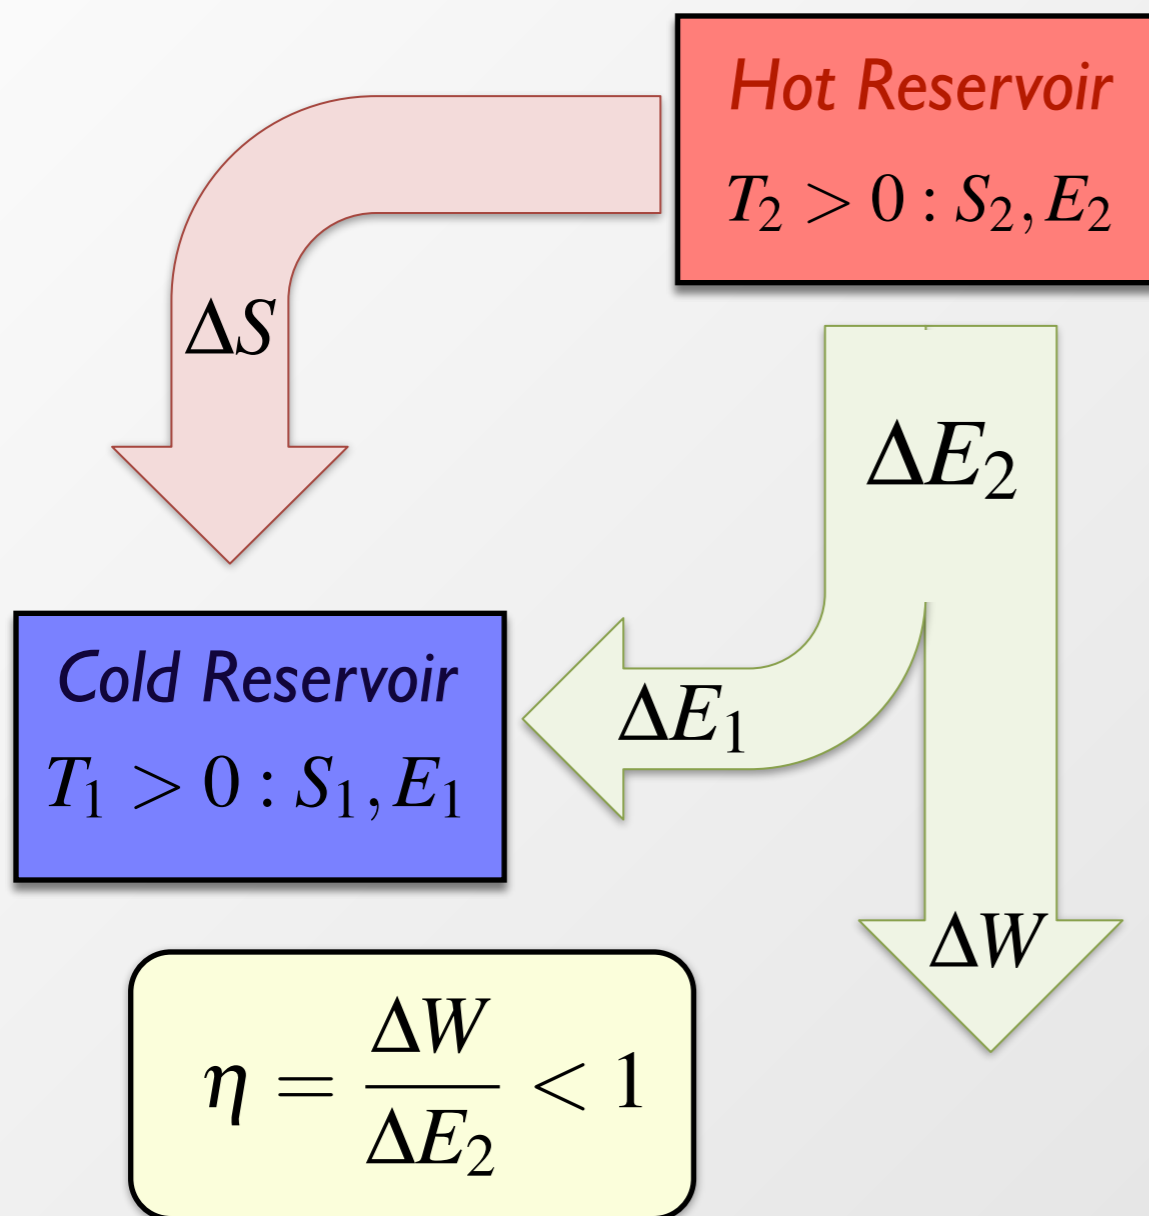 Hot Reservoir
T₂ > 0 : S₂, E₂
ΔS
ΔE₂
Cold Reservoir
T₁ > 0 : S₁, E₁
ΔE₁
ΔW
η = ΔW / ΔE₂ < 1